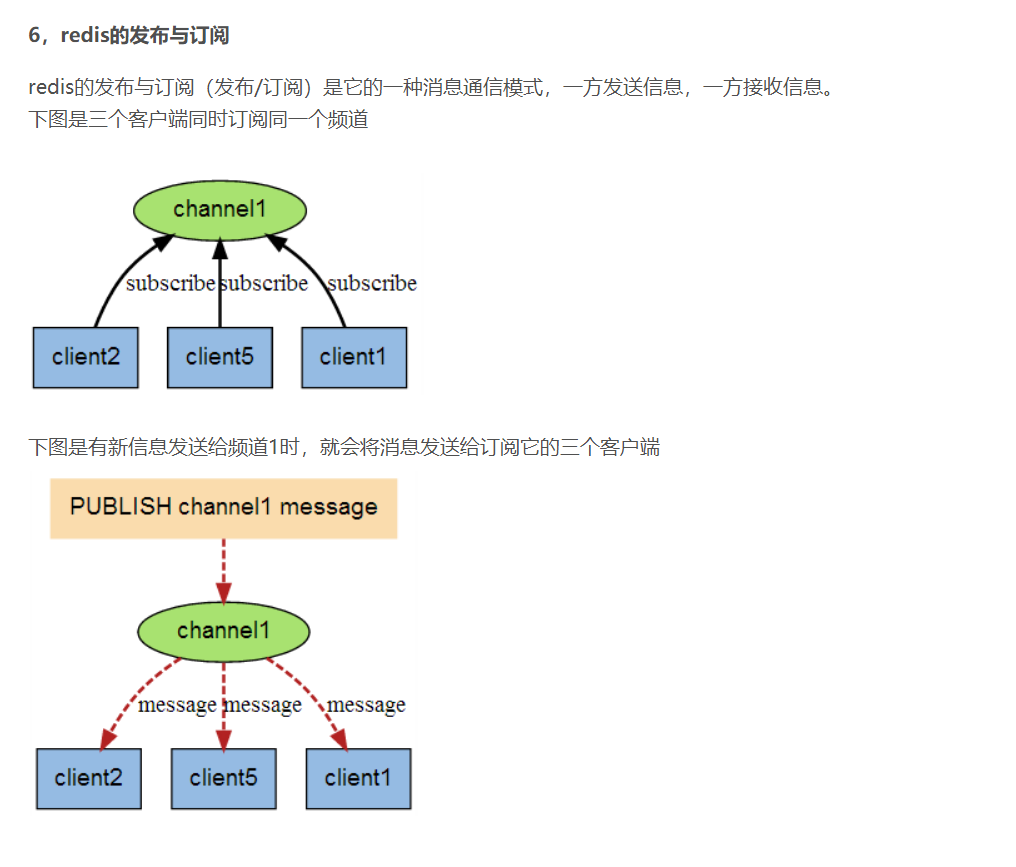 6，redis的发布与订阅
redis的发布与订阅（发布/订阅）是它的一种消息通信模式，一方发送信息，一方接收信息。
下图是三个客户端同时订阅同一个频道
channel1
subscribe subscribe subscribe
client2 client5 client1
下图是有新信息发送给频道1时，就会将消息发送给订阅它的三个客户端
PUBLISH channel1 message
channel1
message message message
client2 client5 client1